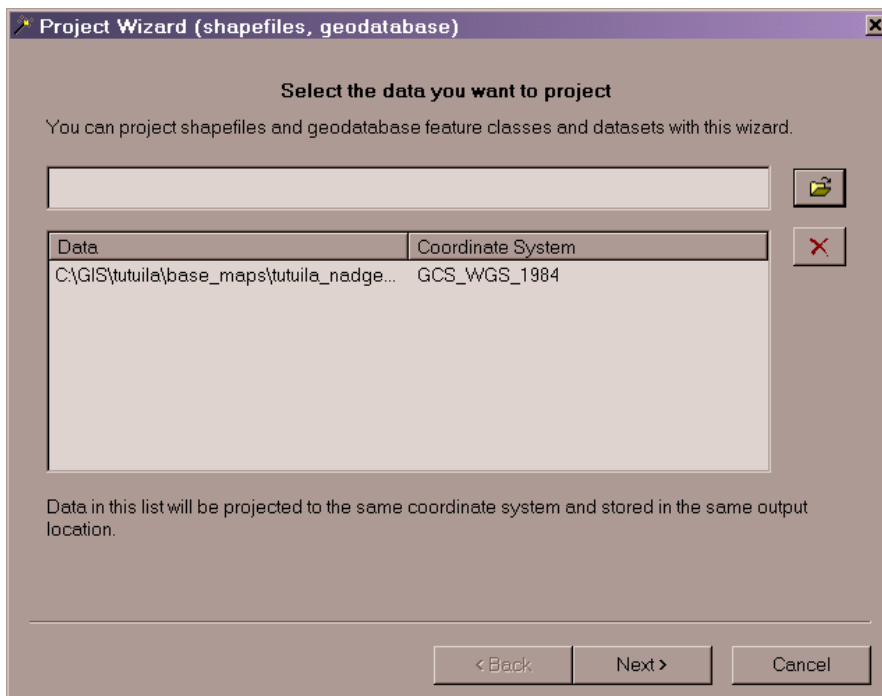 Project Wizard (shapefiles, geodatabase)
Select the data you want to project
You can project shapefiles and geodatabase feature classes and datasets with this wizard.
Data Coordinate System
C:\GIS\tutuila\base_maps\tutuila_nadge... GCS_WGS_1984
Data in this list will be projected to the same coordinate system and stored in the same output
location.
< Back Next > Cancel